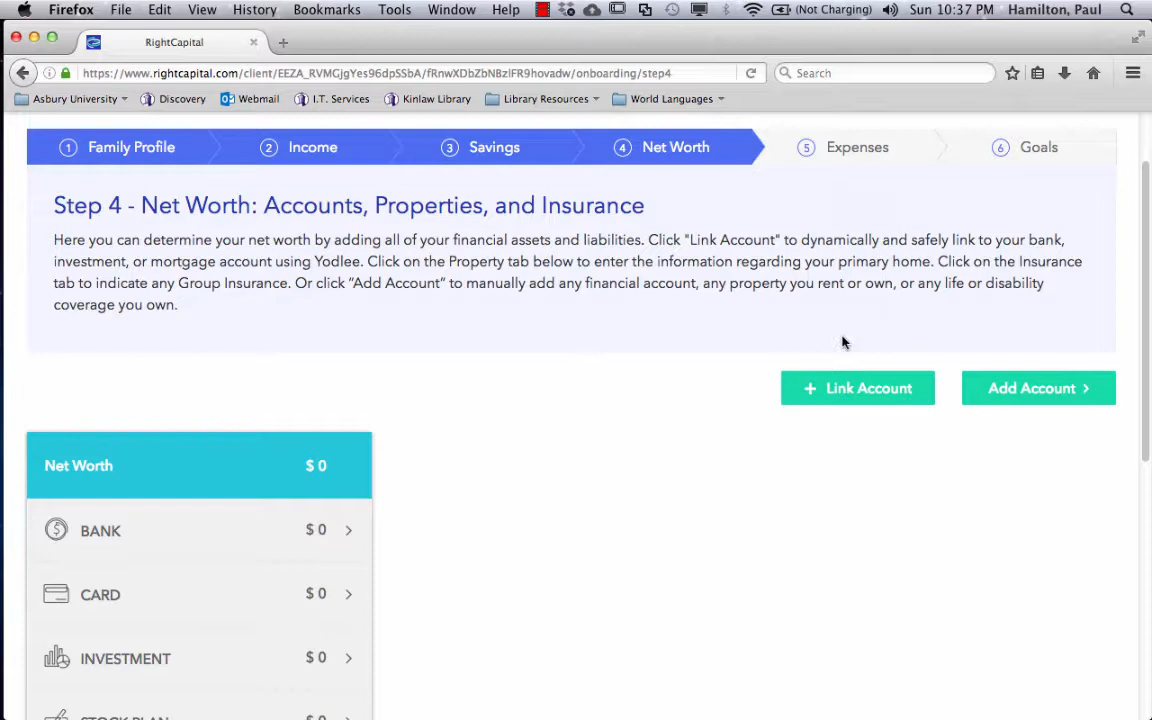 Firefox File Edit View History Bookmarks Tools Window Help (Not Charging) Sun 10:37 PM Hamilton, Paul
RightCapital
https://www.rightcapital.com/client/EEZA_RVMGjgYes96dpSSbA/fRnwXDbZbNBzlFR9hovadw/onboarding/step4 Search
Asbury University Discovery Webmail I.T. Services Kinlaw Library Library Resources World Languages
1 Family Profile 2 Income 3 Savings 4 Net Worth 5 Expenses 6 Goals
Step 4 - Net Worth: Accounts, Properties, and Insurance
Here you can determine your net worth by adding all of your financial assets and liabilities. Click "Link Account" to dynamically and safely link to your bank,
investment, or mortgage account using Yodlee. Click on the Property tab below to enter the information regarding your primary home. Click on the Insurance
tab to indicate any Group Insurance. Or click “Add Account” to manually add any financial account, any property you rent or own, or any life or disability
coverage you own.
+ Link Account Add Account >
Net Worth $ 0
BANK $ 0 >
CARD $ 0 >
INVESTMENT $ 0 >
STOCK PLAN $ 0